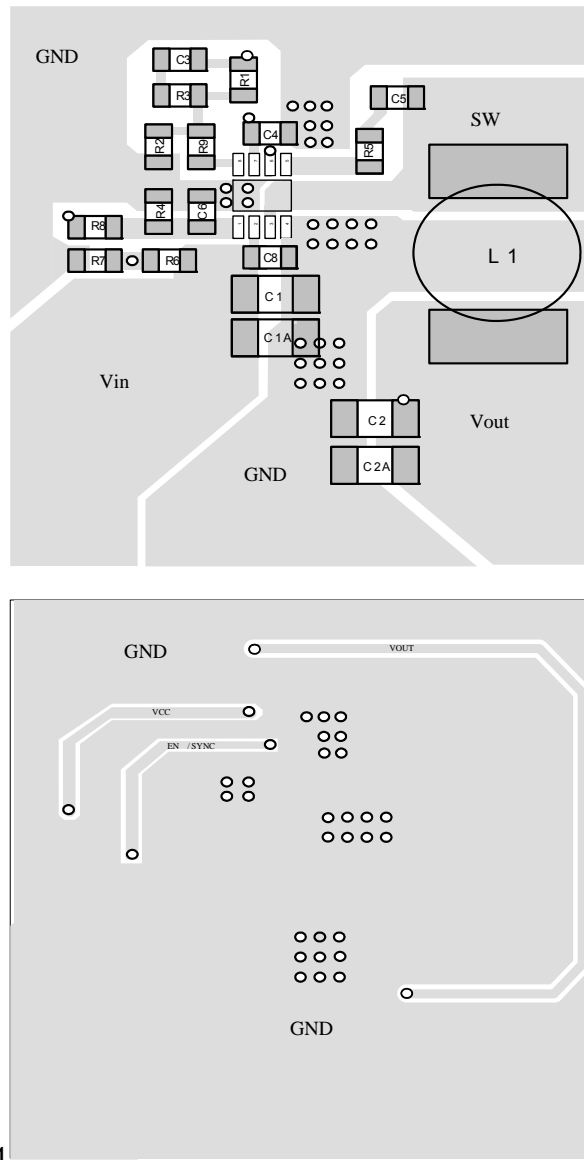 GND
C3
R1
R3
C5
SW
C4
R2
R9
R5
R4
C6
R8
L 1
R7
R6
C8
C1
C1A
Vin
C2
Vout
GND
C2A
GND
VOUT
VCC
EN /SYNC
GND